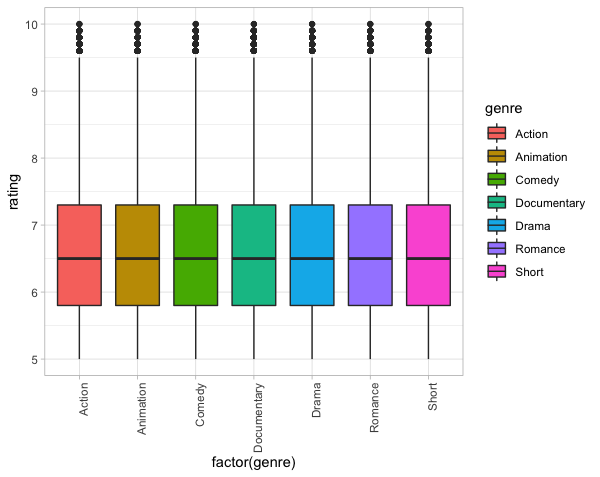 10
9
8
7
6
5
rating
Action
Animation
Comedy
Documentary
Drama
Romance
Short
factor(genre)
genre
Action
Animation
Comedy
Documentary
Drama
Romance
Short